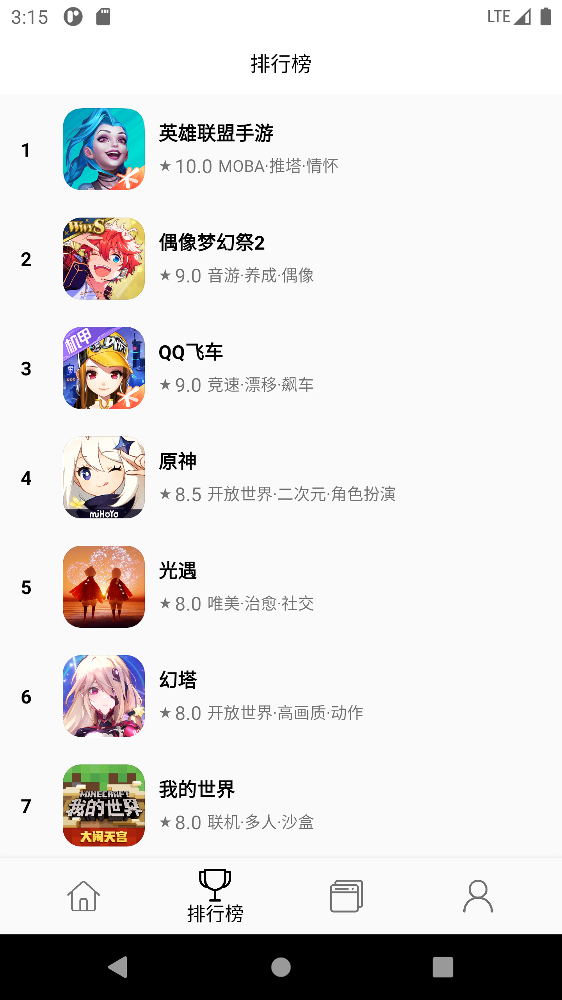 3:15
LTE
排行榜
1
英雄联盟手游
★ 10.0 MOBA·推塔·情怀
WWYS
2
偶像梦幻祭2
★ 9.0 音游·养成·偶像
机甲
DRIFT
3
QQ飞车
★ 9.0 竞速·漂移·飙车
4
原神
★ 8.5 开放世界·二次元·角色扮演
miHoYo
5
光遇
★ 8.0 唯美·治愈·社交
6
幻塔
★ 8.0 开放世界·高画质·动作
7
我的世界
★ 8.0 联机·多人·沙盒
MINECRAFT
我的世界
大闹天宫
排行榜